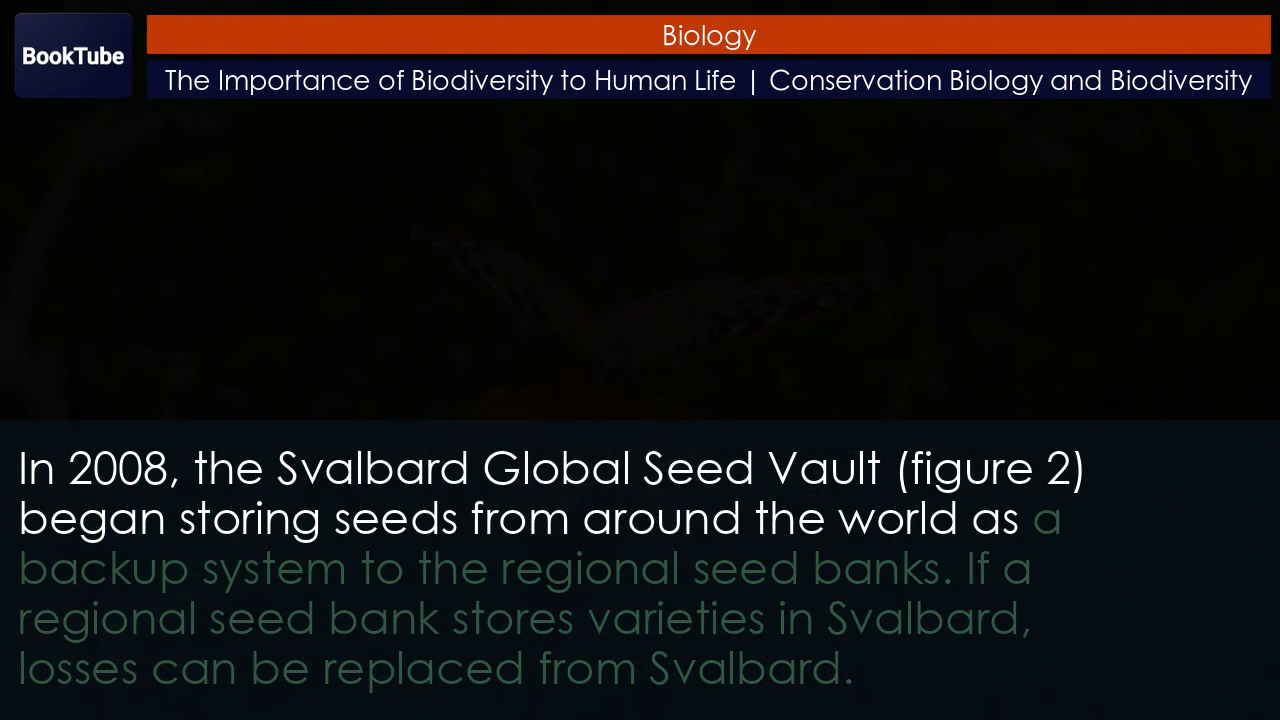 BookTube
Biology
The Importance of Biodiversity to Human Life | Conservation Biology and Biodiversity
In 2008, the Svalbard Global Seed Vault (figure 2)
began storing seeds from around the world as a
backup system to the regional seed banks. If a
regional seed bank stores varieties in Svalbard,
losses can be replaced from Svalbard.